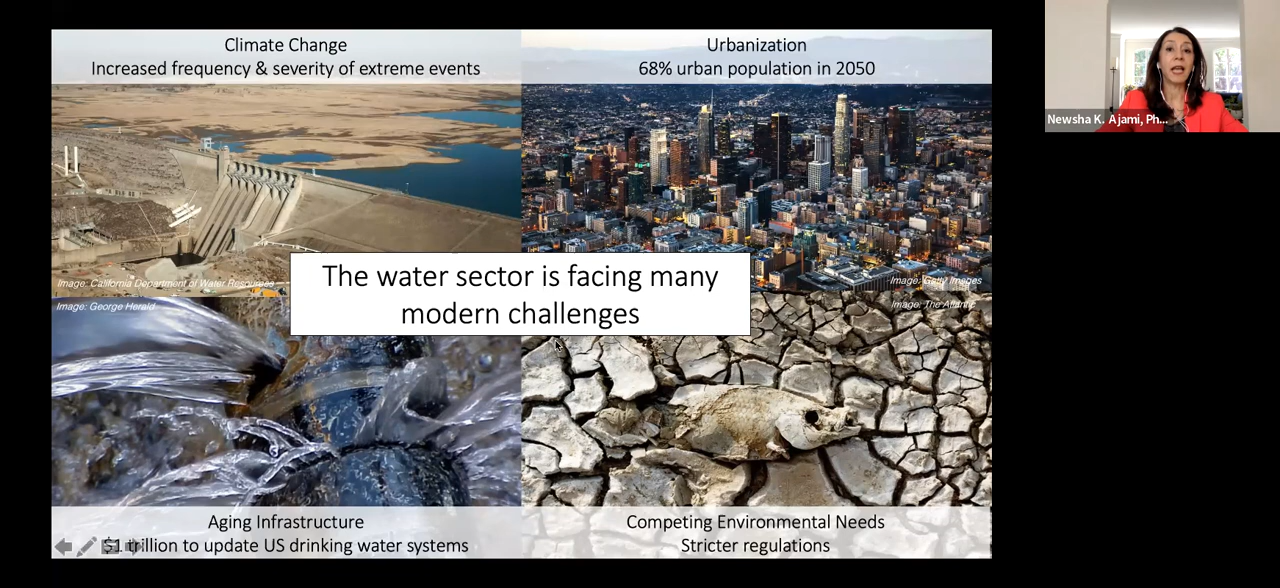 Climate Change
Increased frequency & severity of extreme events
Urbanization
68% urban population in 2050
Newsha K. Ajami, Ph...
Image: California Department of Water Resources
Image: Getty Images
The water sector is facing many
modern challenges
Image: George Herald
Image: The Atlantic
Aging Infrastructure
$1 trillion to update US drinking water systems
Competing Environmental Needs
Stricter regulations